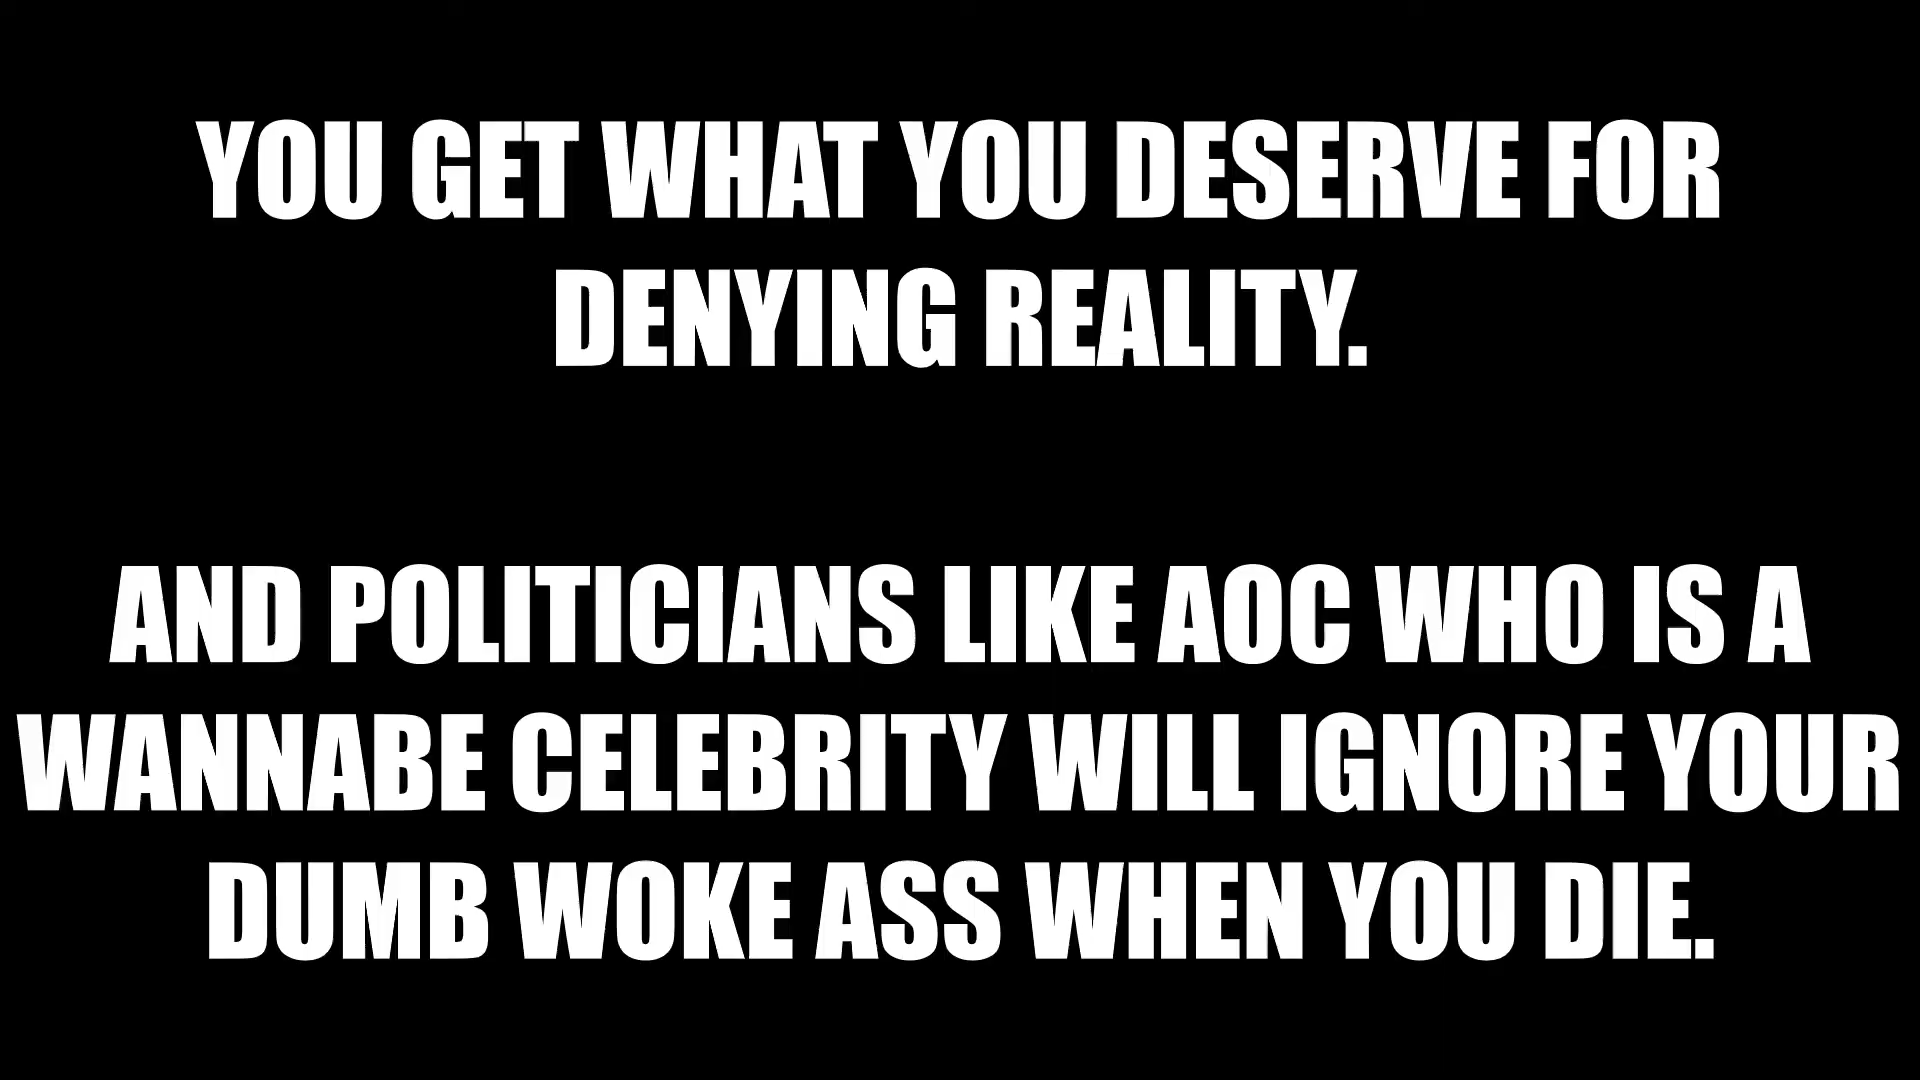 YOU GET WHAT YOU DESERVE FOR
DENYING REALITY.
AND POLITICIANS LIKE AOC WHO IS A
WANNABE CELEBRITY WILL IGNORE YOUR
DUMB WOKE ASS WHEN YOU DIE.